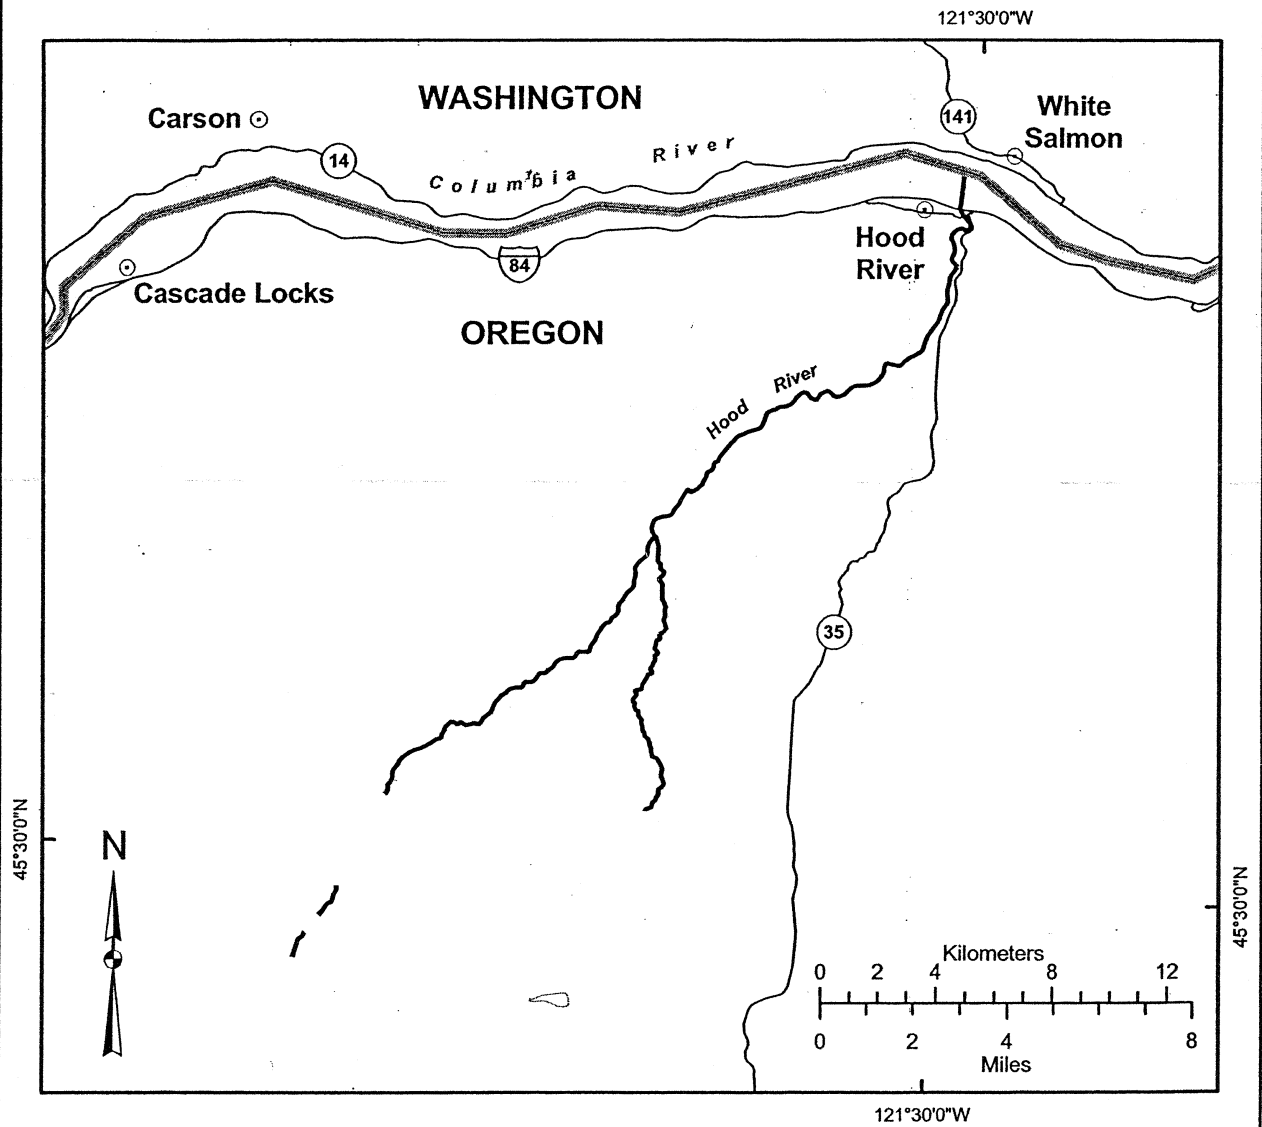 121°30'0"W
WASHINGTON
Carson
14
Columbia River
141
White
Salmon
Hood
River
84
Cascade Locks
OREGON
Hood River
35
45°30'0"N
N
45°30'0"N
Kilometers
0 2 4 8 12
0 2 4 8
Miles
121°30'0"W